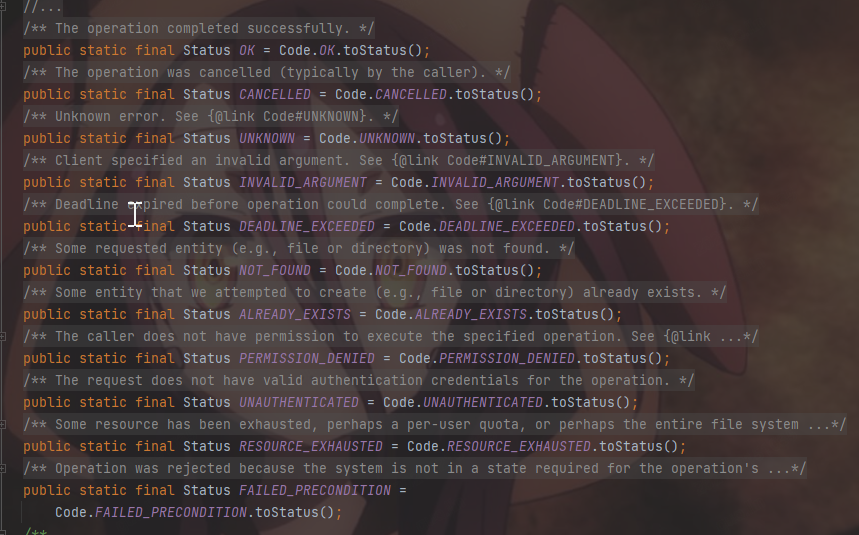 //...
/** The operation completed successfully. */
public static final Status OK = Code.OK.toStatus();
/** The operation was cancelled (typically by the caller). */
public static final Status CANCELLED = Code.CANCELLED.toStatus();
/** Unknown error. See {@link Code#UNKNOWN}. */
public static final Status UNKNOWN = Code.UNKNOWN.toStatus();
/** Client specified an invalid argument. See {@link Code#INVALID_ARGUMENT}. */
public static final Status INVALID_ARGUMENT = Code.INVALID_ARGUMENT.toStatus();
/** Deadline expired before operation could complete. See {@link Code#DEADLINE_EXCEEDED}. */
public static final Status DEADLINE_EXCEEDED = Code.DEADLINE_EXCEEDED.toStatus();
/** Some requested entity (e.g., file or directory) was not found. */
public static final Status NOT_FOUND = Code.NOT_FOUND.toStatus();
/** Some entity that we attempted to create (e.g., file or directory) already exists. */
public static final Status ALREADY_EXISTS = Code.ALREADY_EXISTS.toStatus();
/** The caller does not have permission to execute the specified operation. See {@link ...*/
public static final Status PERMISSION_DENIED = Code.PERMISSION_DENIED.toStatus();
/** The request does not have valid authentication credentials for the operation. */
public static final Status UNAUTHENTICATED = Code.UNAUTHENTICATED.toStatus();
/** Some resource has been exhausted, perhaps a per-user quota, or perhaps the entire file system ...*/
public static final Status RESOURCE_EXHAUSTED = Code.RESOURCE_EXHAUSTED.toStatus();
/** Operation was rejected because the system is not in a state required for the operation's ...*/
public static final Status FAILED_PRECONDITION =
Code.FAILED_PRECONDITION.toStatus();
/**